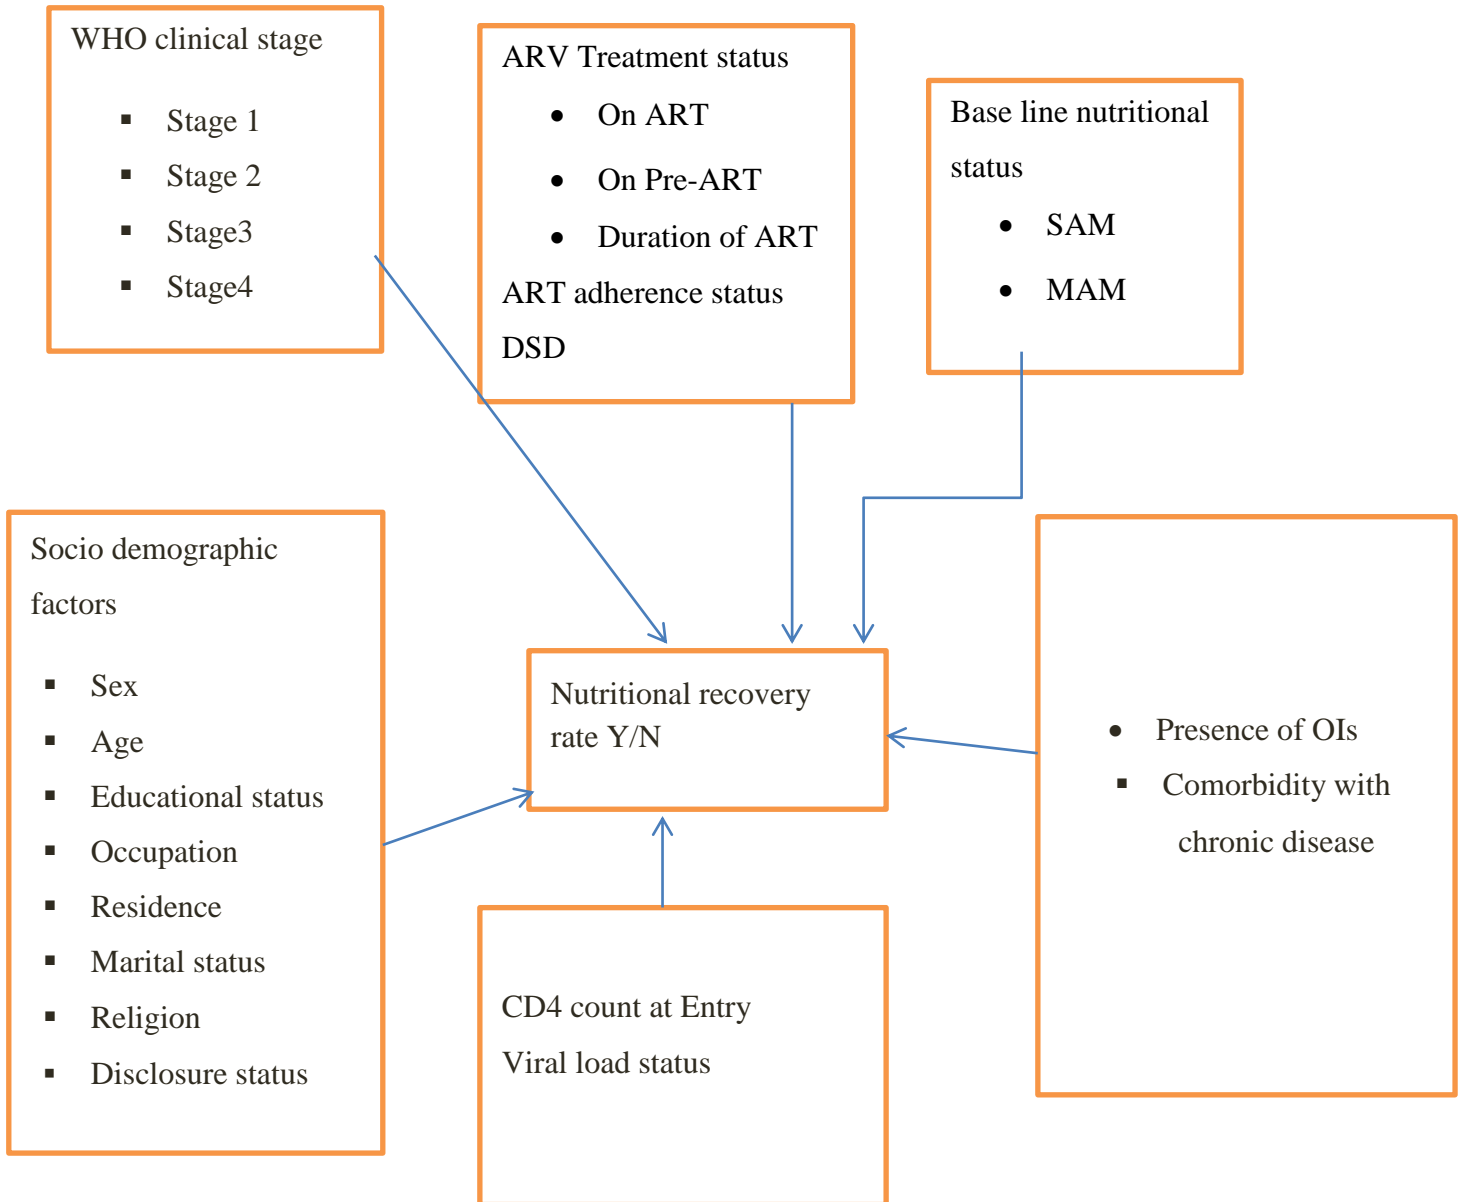 WHO clinical stage
▪ Stage 1
▪ Stage 2
▪ Stage3
▪ Stage4
ARV Treatment status
• On ART
• On Pre-ART
• Duration of ART
ART adherence status
DSD
Base line nutritional
status
• SAM
• MAM
Socio demographic
factors
▪ Sex
▪ Age
▪ Educational status
▪ Occupation
▪ Residence
▪ Marital status
▪ Religion
▪ Disclosure status
Nutritional recovery
rate Y/N
• Presence of OIs
▪ Comorbidity with
chronic disease
CD4 count at Entry
Viral load status